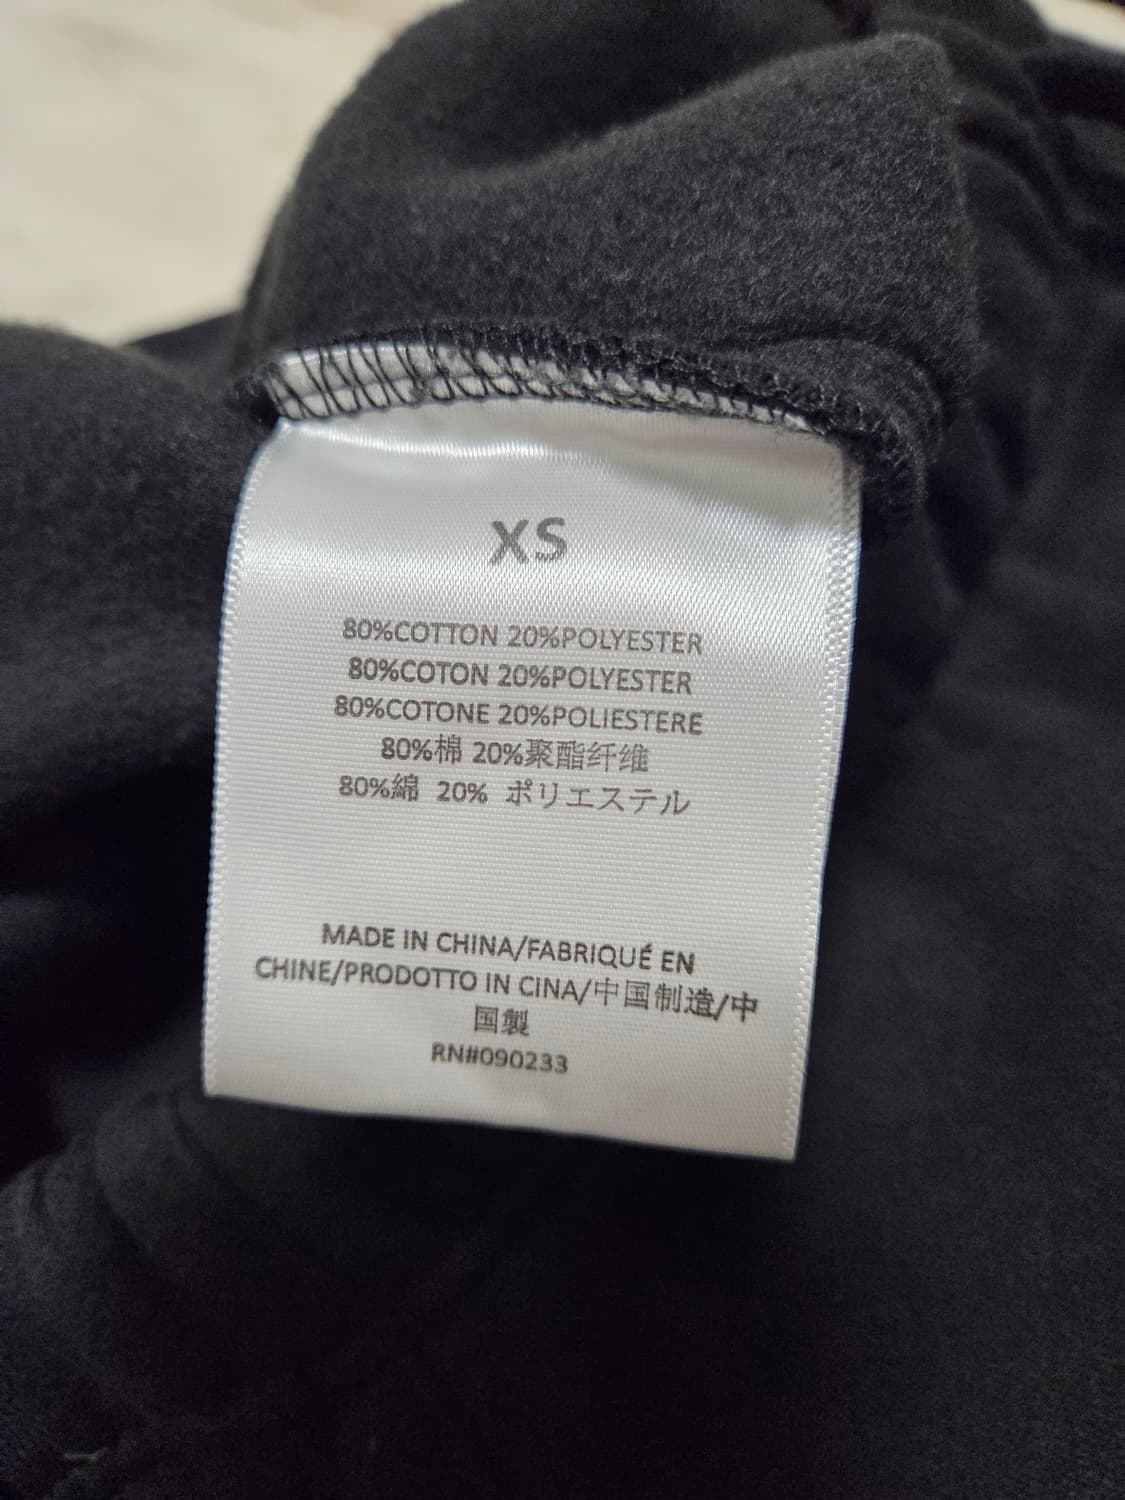 XS
80%COTTON 20%POLYESTER
80%COTON 20%POLYESTER
80%COTONE 20%POLIESTERE
80%棉 20%聚酯纤维
80%綿 20% ポリエステル
MADE IN CHINA/FABRIQUÉ EN
CHINE/PRODOTTO IN CINA/中国制造/中
国製
RN#090233